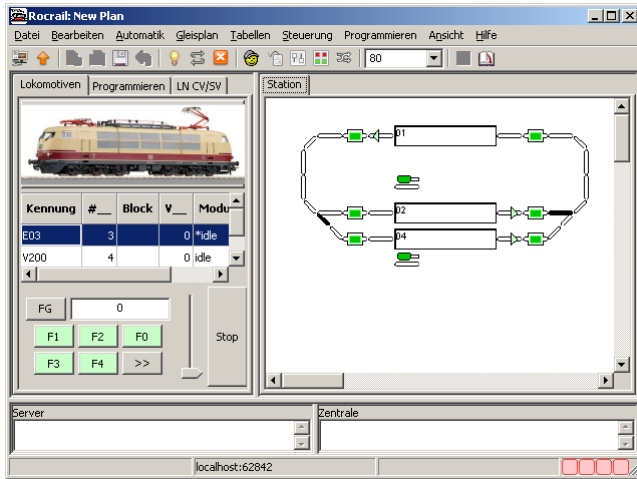 Rocrail: New Plan
Datei Bearbeiten Automatik Gleisplan Tabellen Steuerung Programmieren Ansicht Hilfe
80
Lokomotiven Programmieren LN CV/SV Station
01
Kennung #__ Block V__ Modu
02
E03 3 0 *idle
04
V200 4 0 idle
FG 0
F1 F2 F0 Stop
F3 F4 >>
Server Zentrale
localhost:62842